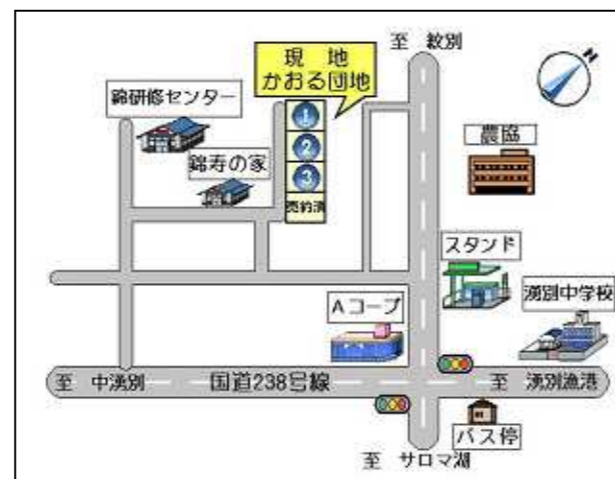 至 紋別
現 地
かおる団地
N
錦研修センター
1
農協
2
錦寿の家
3
売約済
スタンド
湧別中学校
Aコープ
至 中湧別
国道238号線
至 湧別漁港
バス停
至 サロマ湖